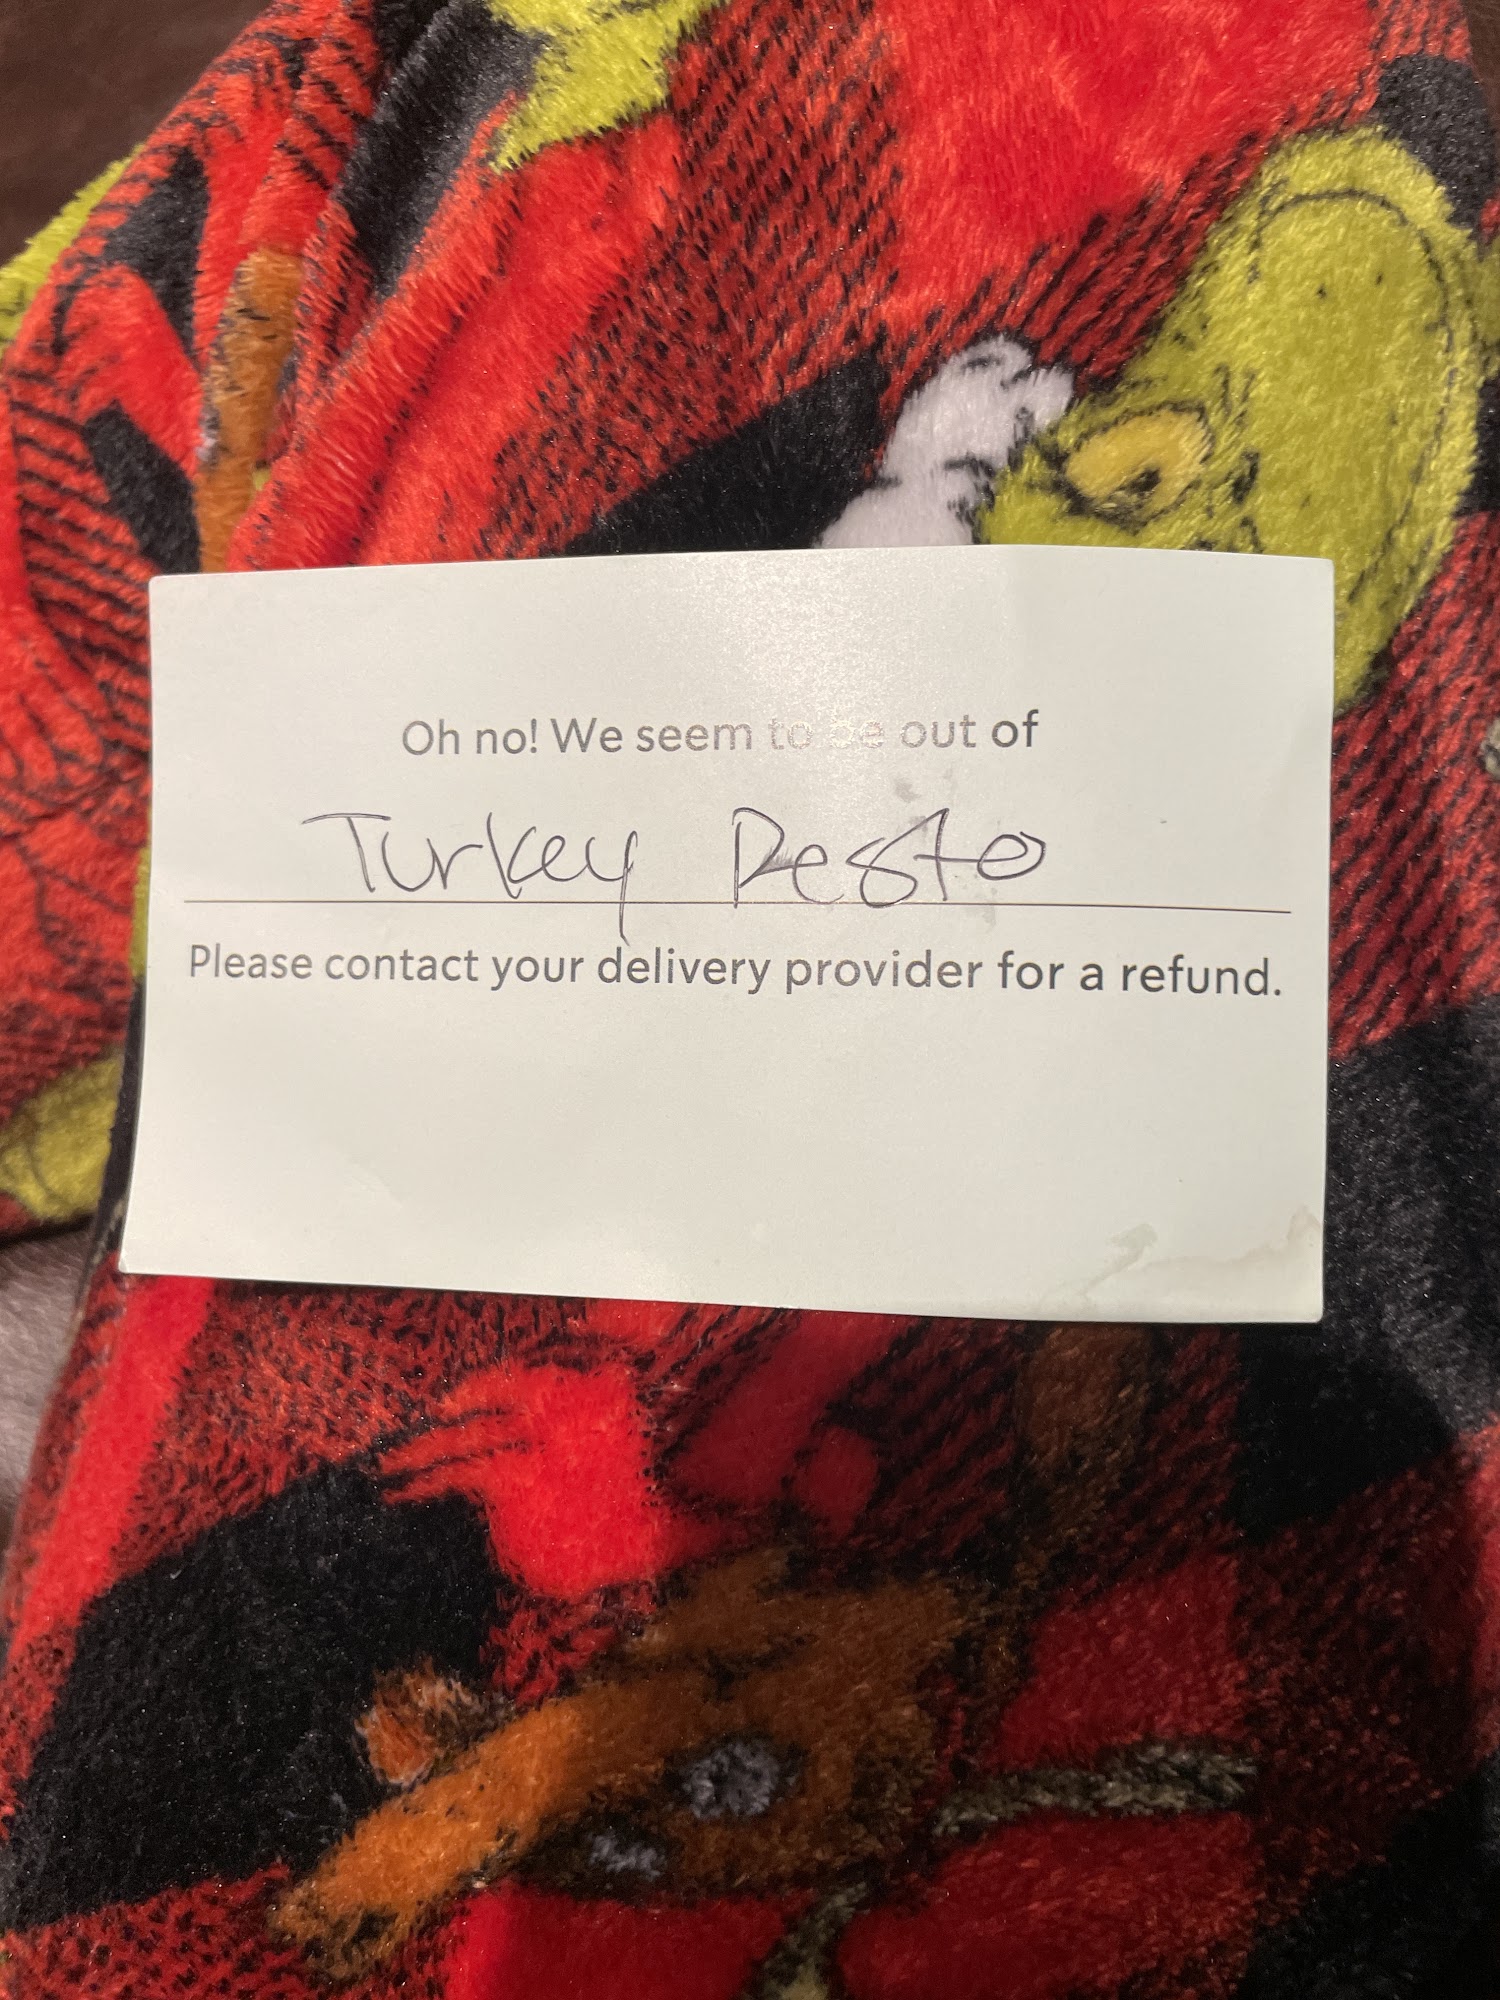 Oh no! We seem to be out of
Turkey Pesto
Please contact your delivery provider for a refund.